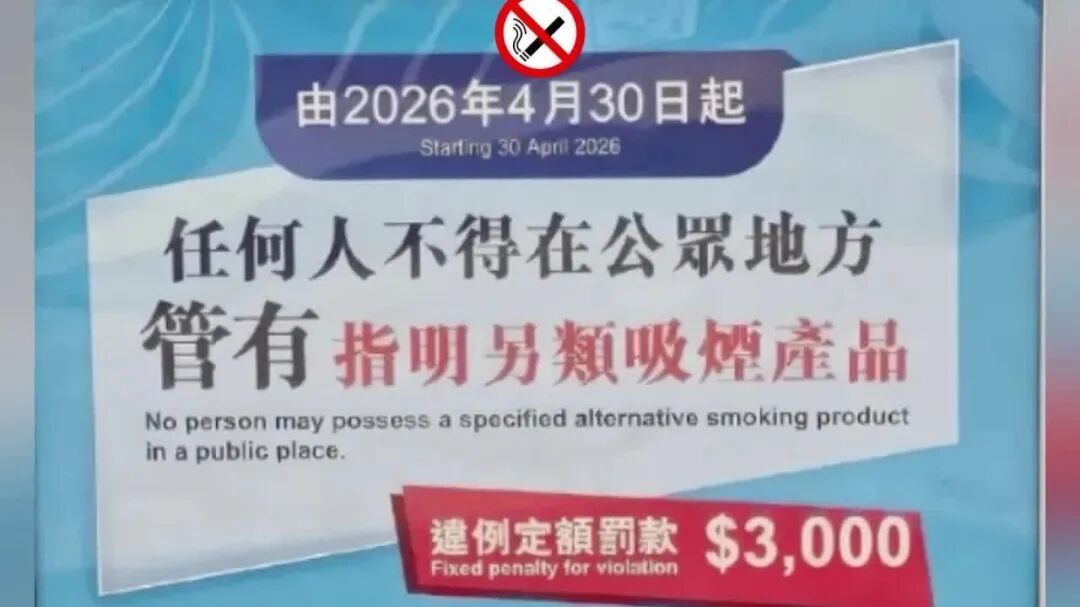 由2026年4月30日起
Starting 30 April 2026
任何人不得在公眾地方
管有 指明另類吸煙產品
No person may possess a specified alternative smoking product
in a public place.
違例定額罰款 $3,000
Fixed penalty for violation